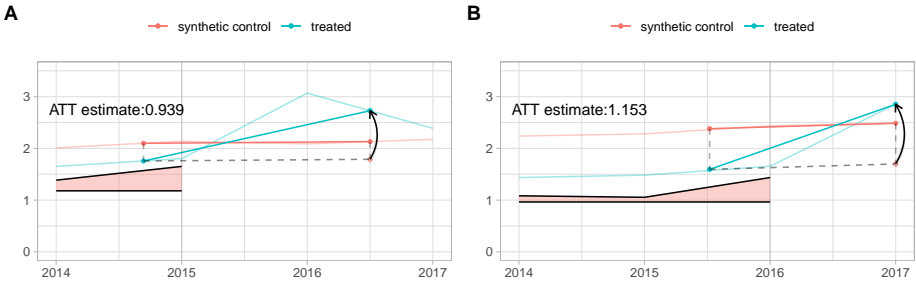 A
synthetic control treated
ATT estimate:0.939
3
2
1
0
2014 2015 2016 2017
B
synthetic control treated
ATT estimate:1.153
3
2
1
0
2014 2015 2016 2017